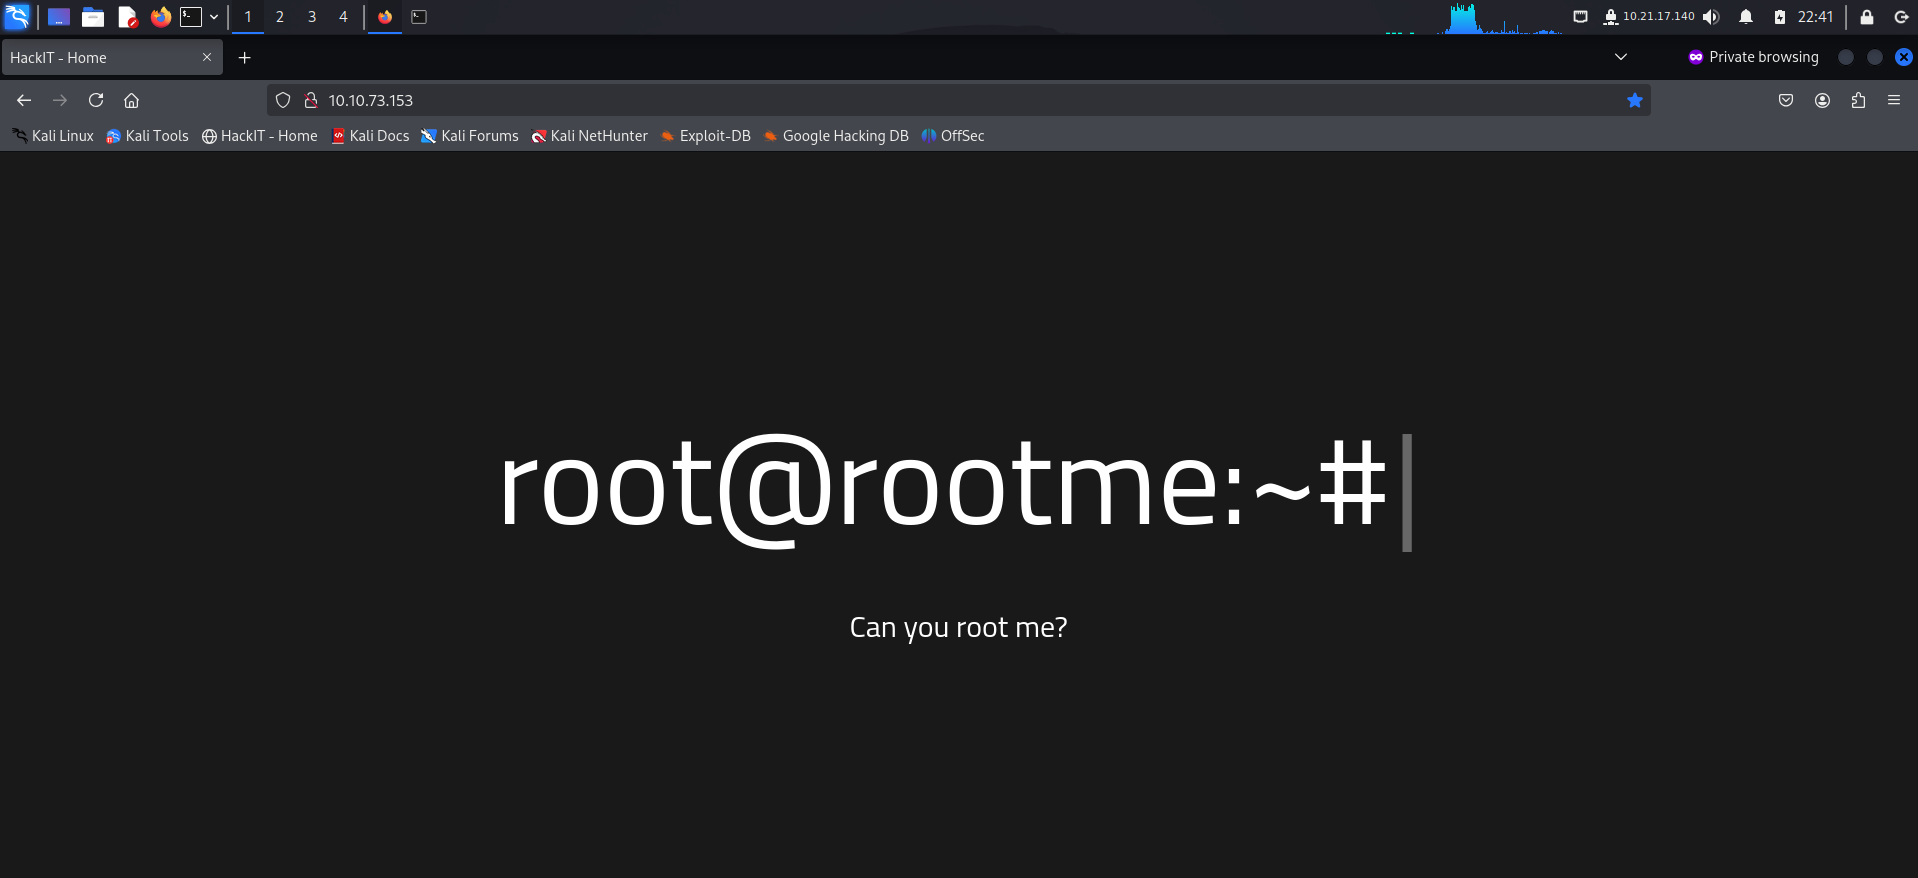 1 2 3 4 10.21.17.140 22:41
HackIT - Home Private browsing
10.10.73.153
Kali Linux Kali Tools HackIT - Home Kali Docs Kali Forums Kali NetHunter Exploit-DB Google Hacking DB OffSec
root@rootme:~#
Can you root me?